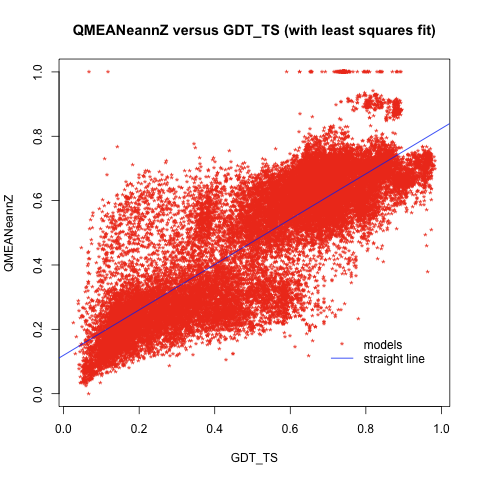 QMEANeannZ versus GDT_TS (with least squares fit)
QMEANeannZ
1.0
0.8
0.6
0.4
0.2
0.0
models
straight line
0.0 0.2 0.4 0.6 0.8 1.0
GDT_TS